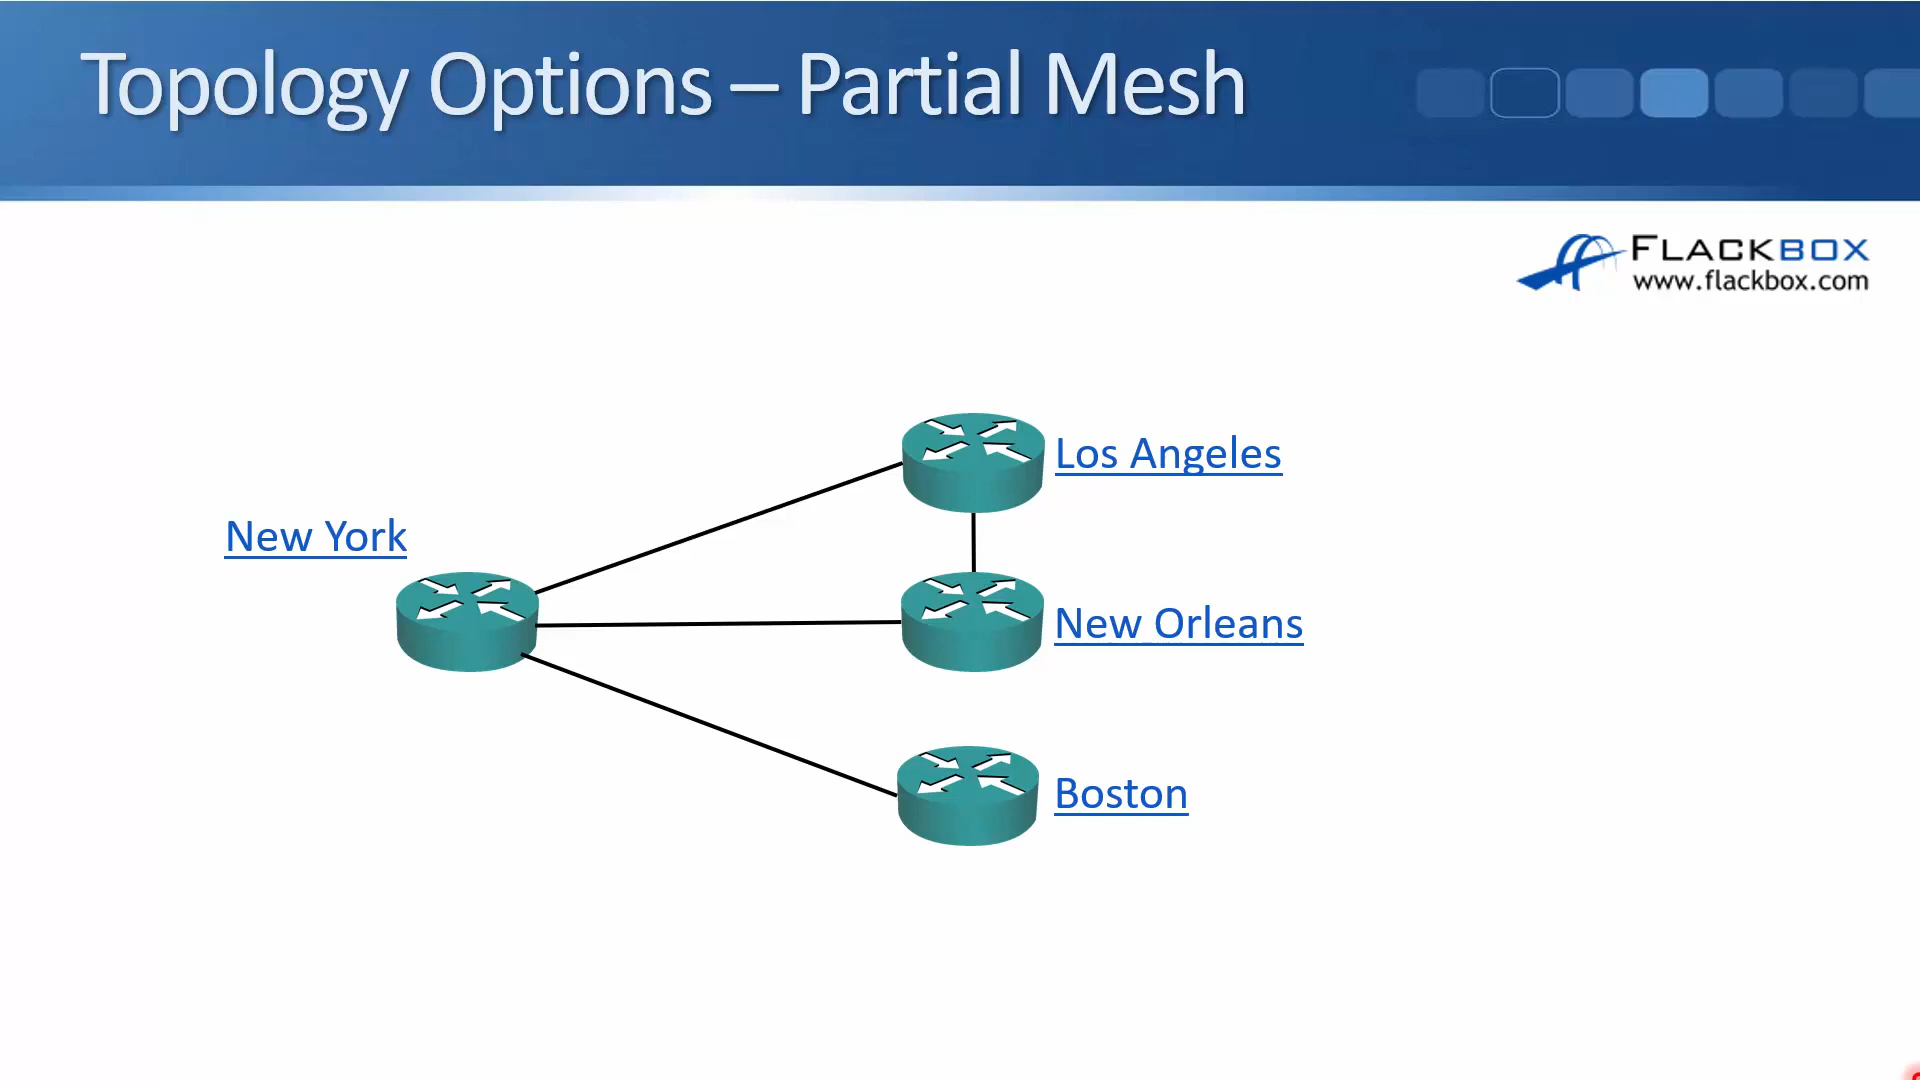 Topology Options – Partial Mesh
FLACKBOX
www.flackbox.com
Los Angeles
New York
New Orleans
Boston